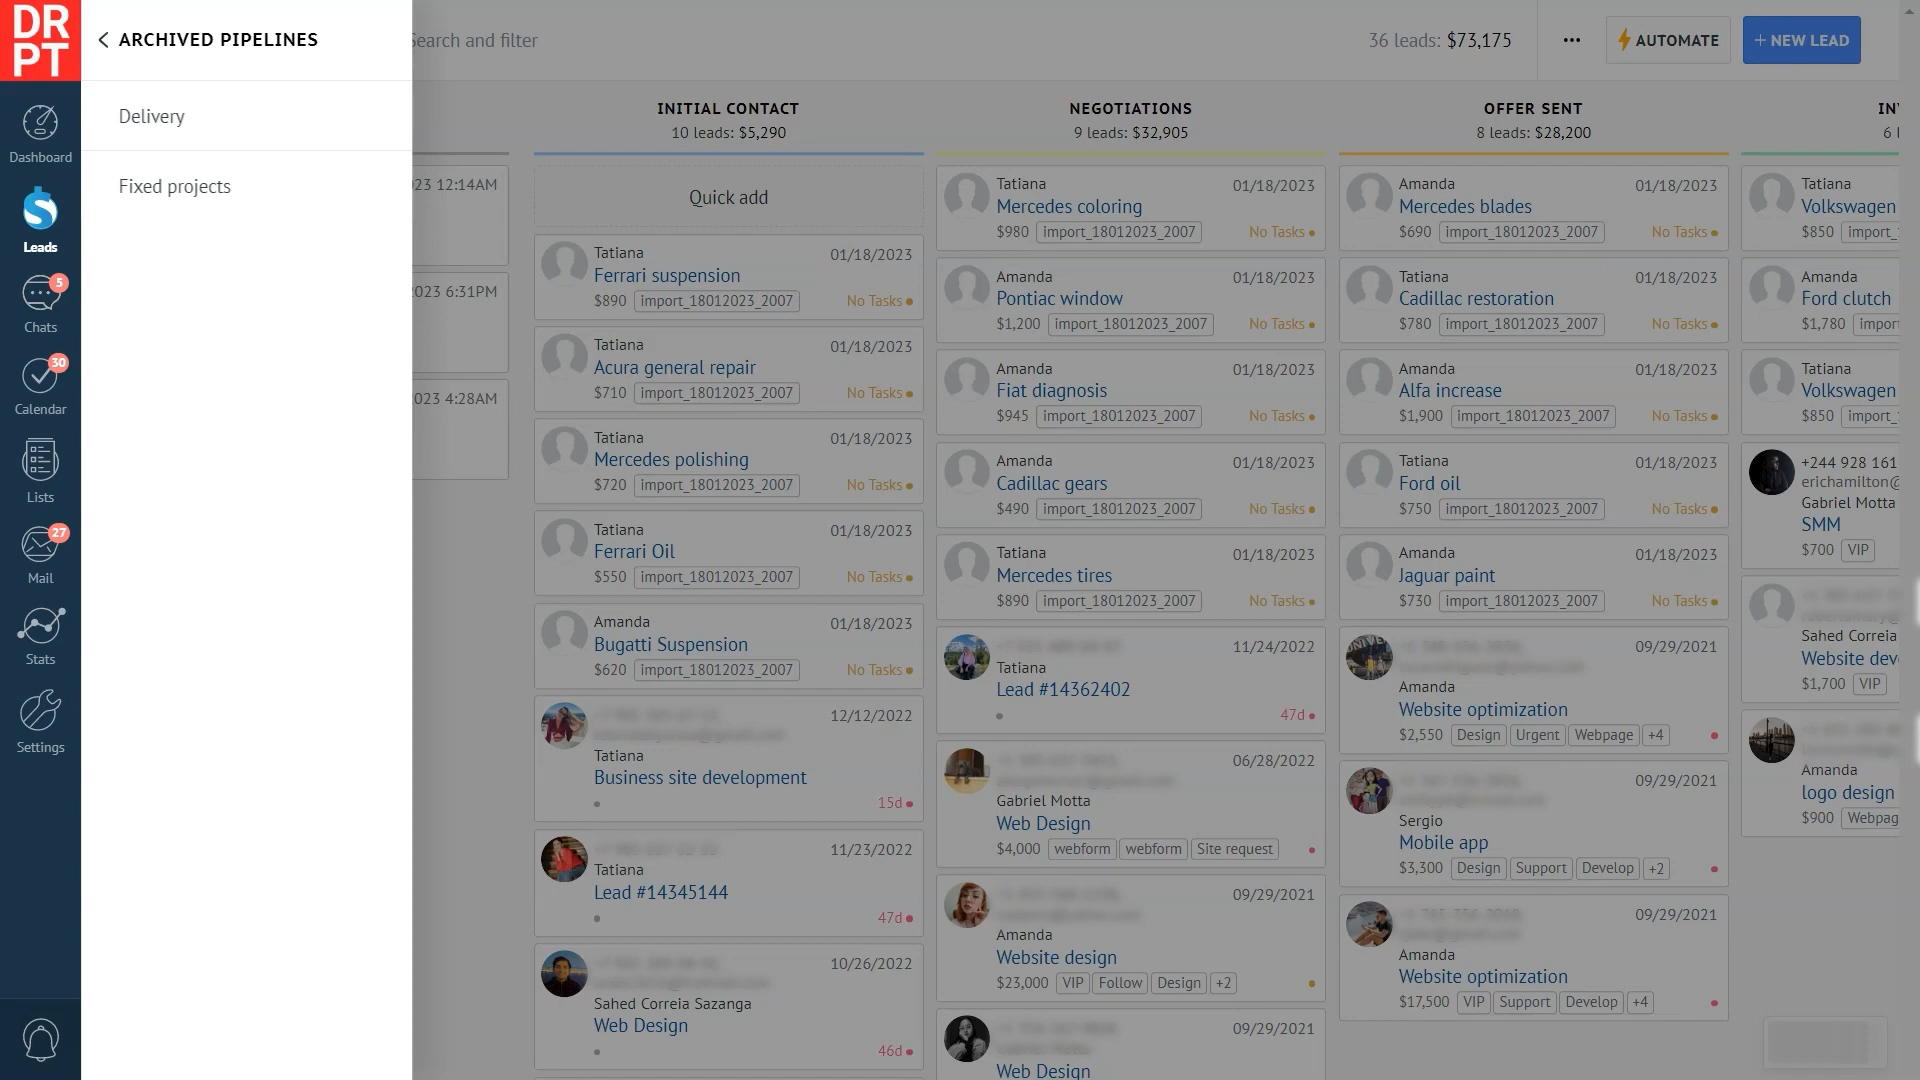 DR
PT
ARCHIVED PIPELINES
Search and filter
36 leads: $73,175
AUTOMATE
+ NEW LEAD
Dashboard
Leads
5
Chats
30
Calendar
Lists
27
Mail
Stats
Settings
Delivery
Fixed projects
23 12:14AM
023 6:31PM
023 4:28AM
INITIAL CONTACT
10 leads: $5,290
Quick add
Tatiana 01/18/2023
Ferrari suspension
$890 import_18012023_2007 No Tasks
Tatiana 01/18/2023
Acura general repair
$710 import_18012023_2007 No Tasks
Tatiana 01/18/2023
Mercedes polishing
$720 import_18012023_2007 No Tasks
Tatiana 01/18/2023
Ferrari Oil
$550 import_18012023_2007 No Tasks
Amanda 01/18/2023
Bugatti Suspension
$620 import_18012023_2007 No Tasks
12/12/2022
Tatiana
Business site development
15d
11/23/2022
Tatiana
Lead #14345144
47d
10/26/2022
Sahed Correia Sazanga
Web Design
46d
NEGOTIATIONS
9 leads: $32,905
Tatiana 01/18/2023
Mercedes coloring
$980 import_18012023_2007 No Tasks
Amanda 01/18/2023
Pontiac window
$1,200 import_18012023_2007 No Tasks
Amanda 01/18/2023
Fiat diagnosis
$945 import_18012023_2007 No Tasks
Amanda 01/18/2023
Cadillac gears
$490 import_18012023_2007 No Tasks
Tatiana 01/18/2023
Mercedes tires
$890 import_18012023_2007 No Tasks
11/24/2022
Tatiana
Lead #14362402
47d
06/28/2022
Gabriel Motta
Web Design
$4,000 webform webform Site request
09/29/2021
Amanda
Website design
$23,000 VIP Follow Design +2
09/29/2021
Web Design
OFFER SENT
8 leads: $28,200
Amanda 01/18/2023
Mercedes blades
$690 import_18012023_2007 No Tasks
Tatiana 01/18/2023
Cadillac restoration
$780 import_18012023_2007 No Tasks
Amanda 01/18/2023
Alfa increase
$1,900 import_18012023_2007 No Tasks
Tatiana 01/18/2023
Ford oil
$750 import_18012023_2007 No Tasks
Amanda 01/18/2023
Jaguar paint
$730 import_18012023_2007 No Tasks
09/29/2021
Amanda
Website optimization
$2,550 Design Urgent Webpage +4
09/29/2021
Sergio
Mobile app
$3,300 Design Support Develop +2
09/29/2021
Amanda
Website optimization
$17,500 VIP Support Develop +4
IN
6 l
Tatiana
Volkswagen
$850 import_
Amanda
Ford clutch
$1,780 import
Tatiana
Volkswagen
$850 import_
+244 928 161
erichamilton@
Gabriel Motta
SMM
$700 VIP
Sahed Correia
Website dev
$1,700 VIP
Amanda
logo design
$900 Webpag